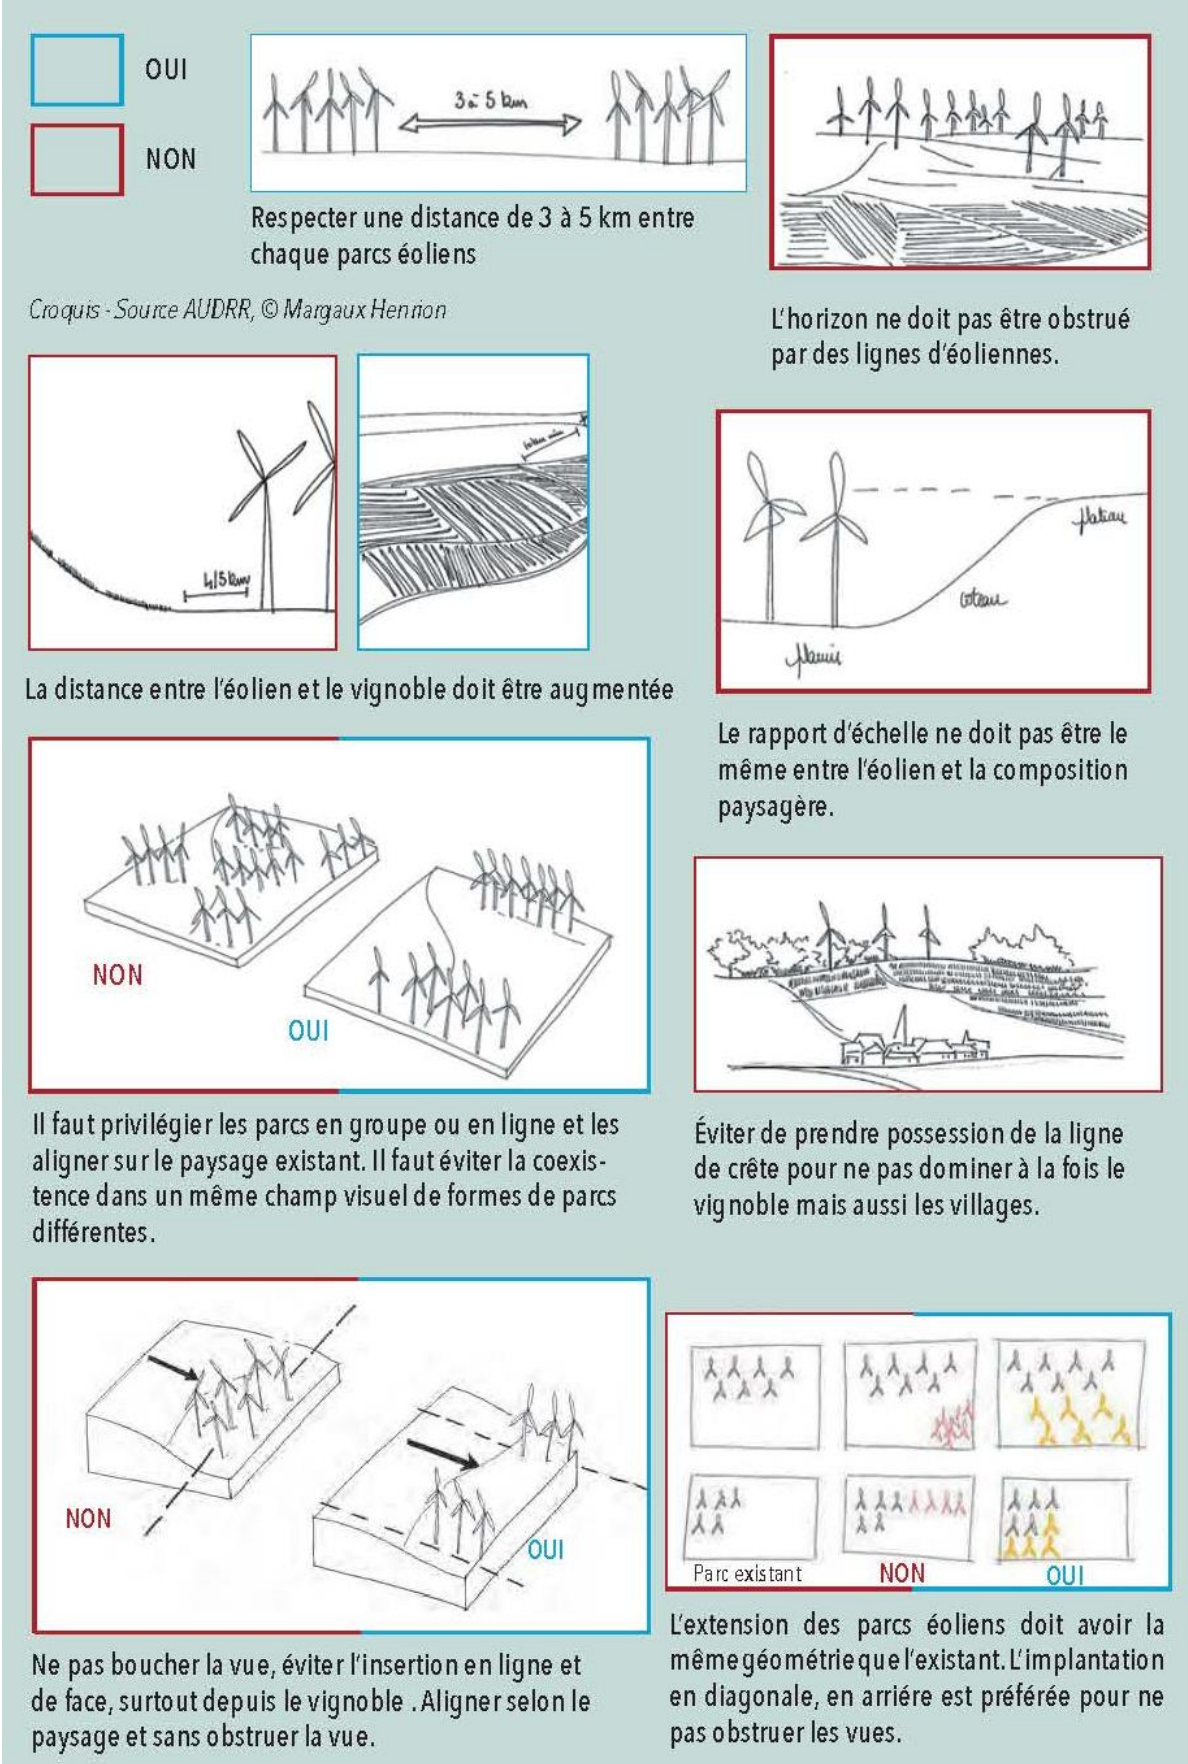 OUI
NON
3 à 5 km
Respecter une distance de 3 à 5 km entre
chaque parcs éoliens
Croquis - Source AUDRR, © Margaux Henrion
L'horizon ne doit pas être obstrué
par des lignes d'éoliennes.
4/5 km
10km min
La distance entre l'éolien et le vignoble doit être augmentée
plateau
coteau
Le rapport d'échelle ne doit pas être le
même entre l'éolien et la composition
paysagère.
NON
OUI
Il faut privilégier les parcs en groupe ou en ligne et les
aligner sur le paysage existant. Il faut éviter la coexis-
tence dans un même champ visuel de formes de parcs
différentes.
Éviter de prendre possession de la ligne
de crête pour ne pas dominer à la fois le
vignoble mais aussi les villages.
NON
OUI
Ne pas boucher la vue, éviter l'insertion en ligne et
de face, surtout depuis le vignoble . Aligner selon le
paysage et sans obstruer la vue.
Parc existant
NON
OUI
L'extension des parcs éoliens doit avoir la
même géométrie que l'existant. L'implantation
en diagonale, en arriére est préférée pour ne
pas obstruer les vues.